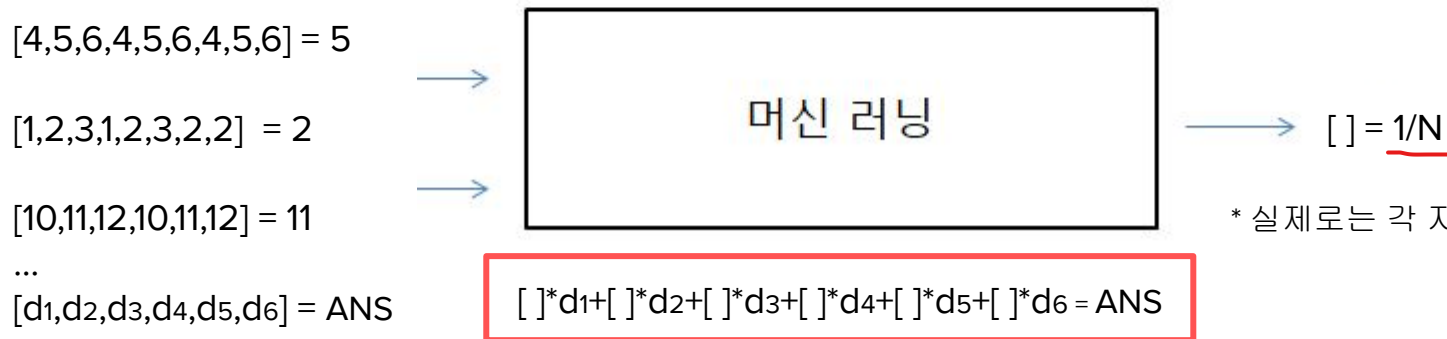 [4,5,6,4,5,6,4,5,6] = 5
[1,2,3,1,2,3,2,2] = 2
[10,11,12,10,11,12] = 11
...
[d1,d2,d3,d4,d5,d6] = ANS
머신 러닝
[ ]*d1+[ ]*d2+[ ]*d3+[ ]*d4+[ ]*d5+[ ]*d6 = ANS
[ ] = 1/N
* 실제로는 각